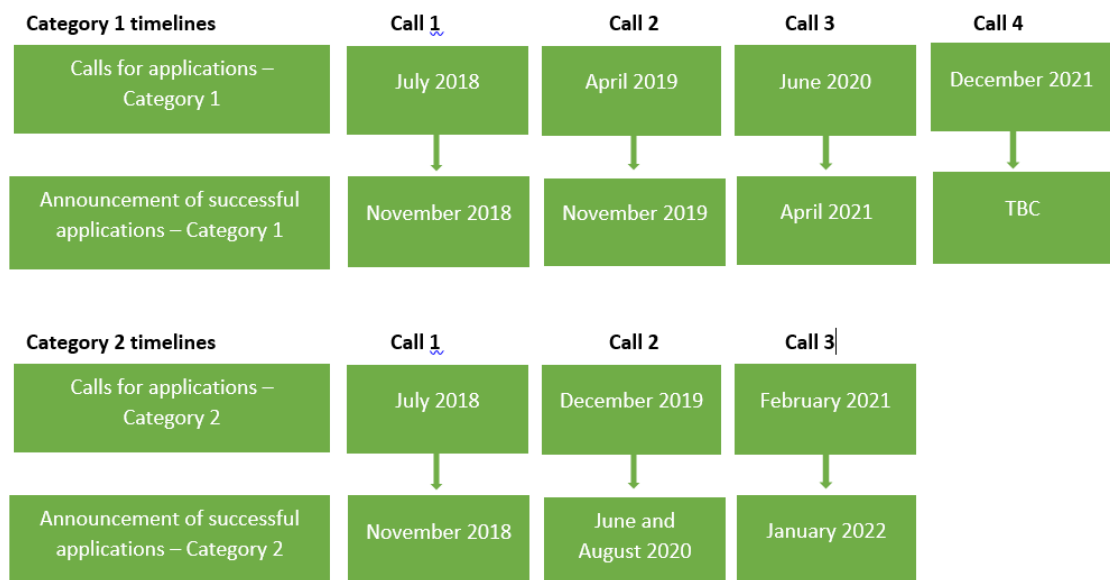 Category 1 timelines Call 1 Call 2 Call 3 Call 4
Calls for applications –
Category 1
July 2018 April 2019 June 2020 December 2021
Announcement of successful
applications – Category 1
November 2018 November 2019 April 2021 TBC
Category 2 timelines Call 1 Call 2 Call 3
Calls for applications –
Category 2
July 2018 December 2019 February 2021
Announcement of successful
applications – Category 2
November 2018
June and
August 2020
January 2022